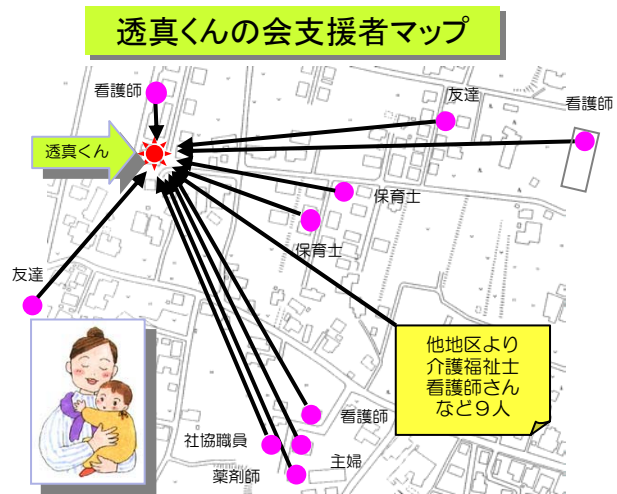 透真くんの会支援者マップ
看護師
友達
看護師
透真くん
保育士
保育士
友達
他地区より
介護福祉士
看護師さん
など9人
看護師
社協職員
主婦
薬剤師